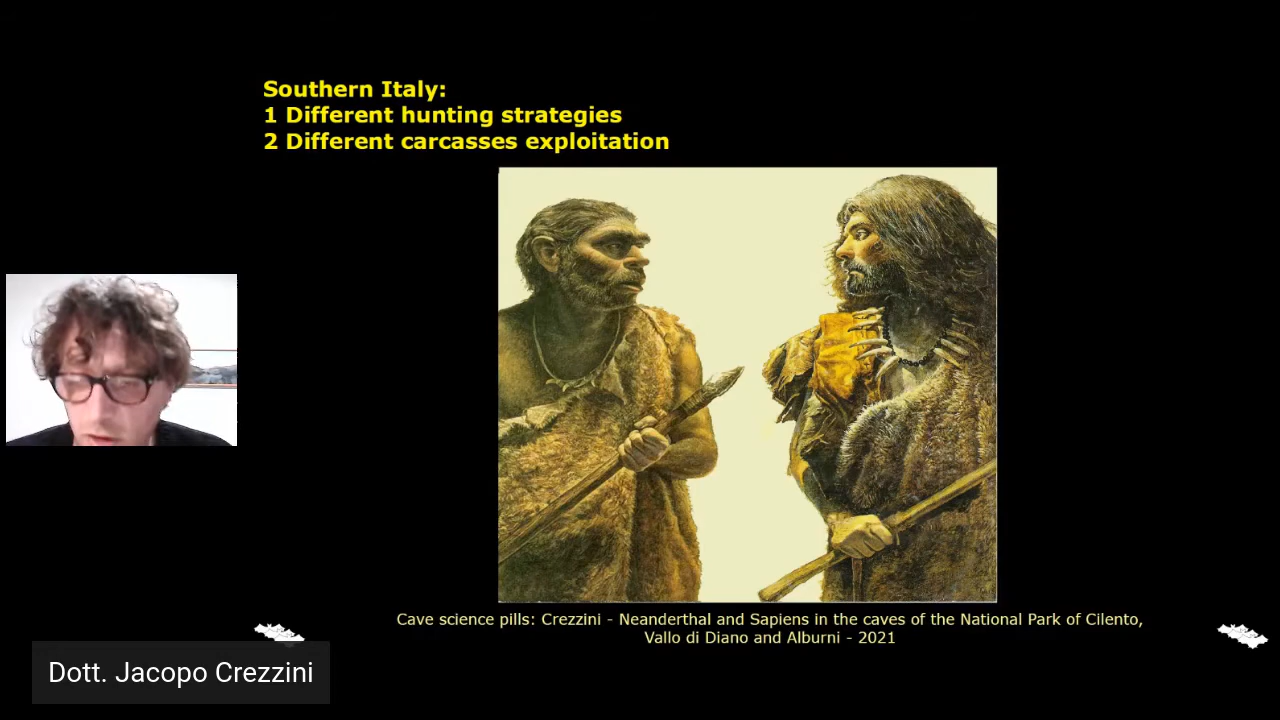 Southern Italy:
1 Different hunting strategies
2 Different carcasses exploitation
Cave science pills: Crezzini - Neanderthal and Sapiens in the caves of the National Park of Cilento,
Vallo di Diano and Alburni - 2021
Dott. Jacopo Crezzini